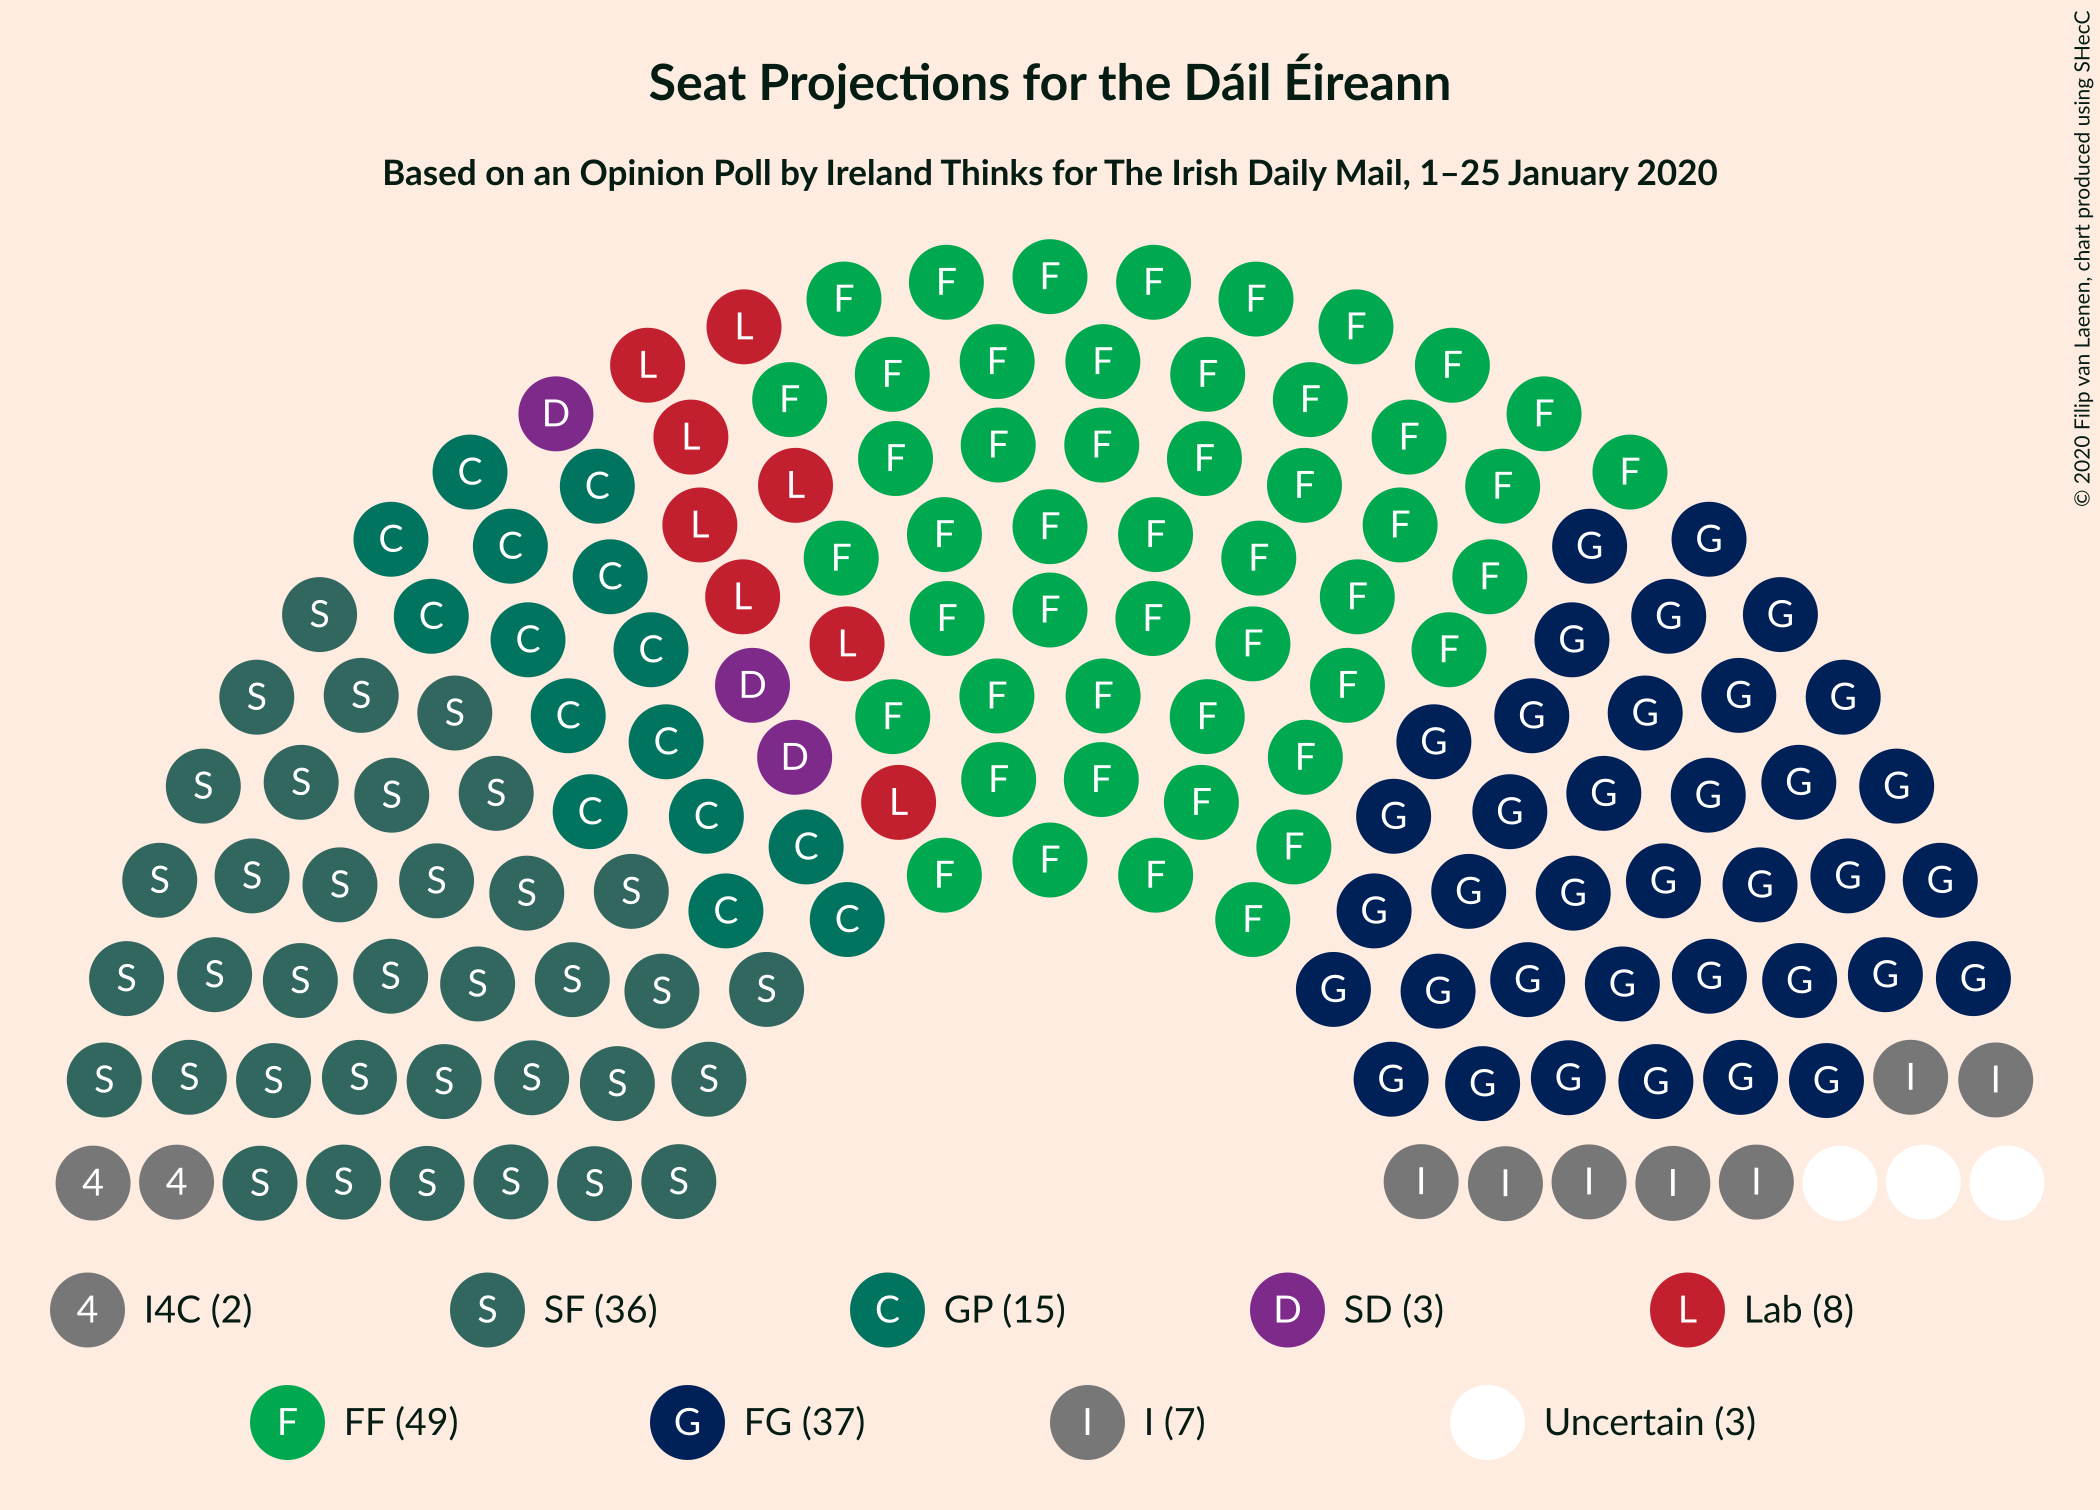 Seat Projections for the Dáil Éireann
Based on an Opinion Poll by Ireland Thinks for The Irish Daily Mail, 1–25 January 2020
© 2020 Filip van Laenen, chart produced using SHecC
F F F F F
L F
L F
F F F F
D F F F
L F
F F F F
C L F
C L F F
C F F F
C L F G G
C C F F
L F G
S C L F F
C F F F G G
C L F
S S C D F F F G G G
S C F F G G
C D F G
S S S S L F F F G G G G
C C G G
C F
S S S S S S C F F F G G G G G G
C F G
S S S S S S S S G G G G G G G G
S S S S S S S S G G G G G G I I
4 4 S S S S S S I I I I I
4 I4C (2) S SF (36) C GP (15) D SD (3) L Lab (8)
F FF (49) G FG (37) I I (7) Uncertain (3)